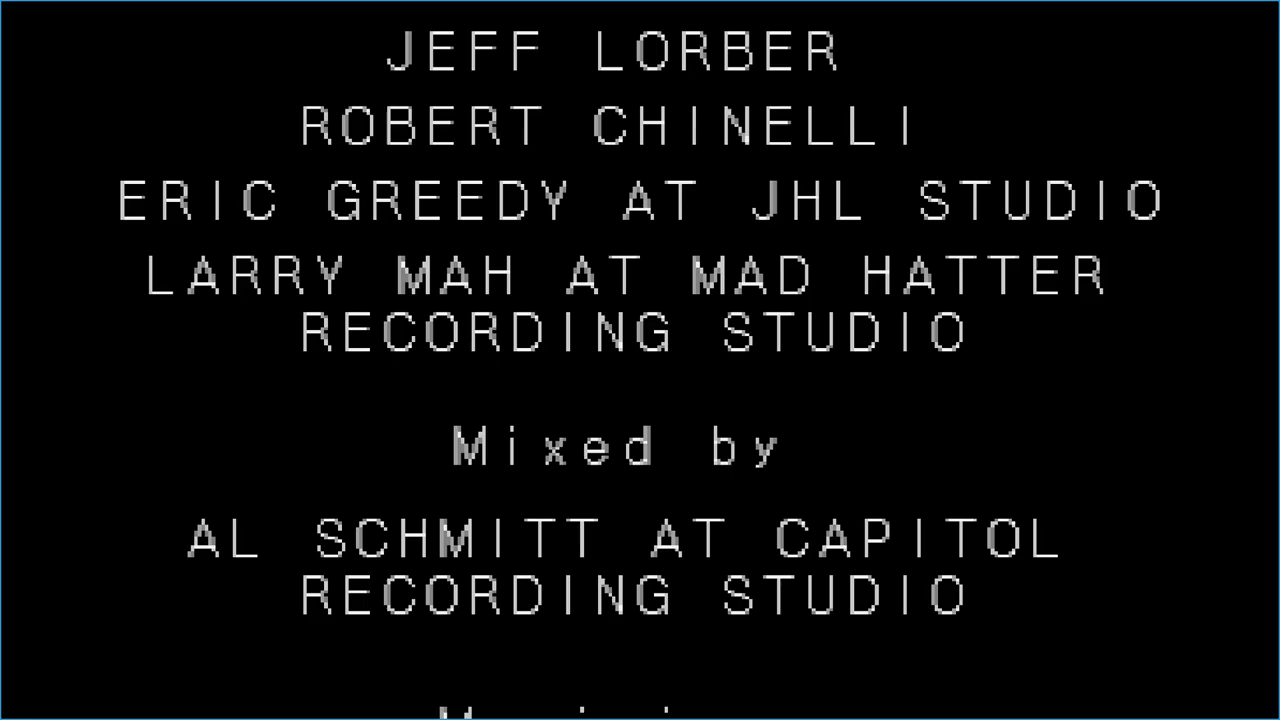 JEFF LORBER
ROBERT CHINELLI
ERIC GREEDY AT JHL STUDIO
LARRY MAH AT MAD HATTER
RECORDING STUDIO
Mixed by
AL SCHMITT AT CAPITOL
RECORDING STUDIO